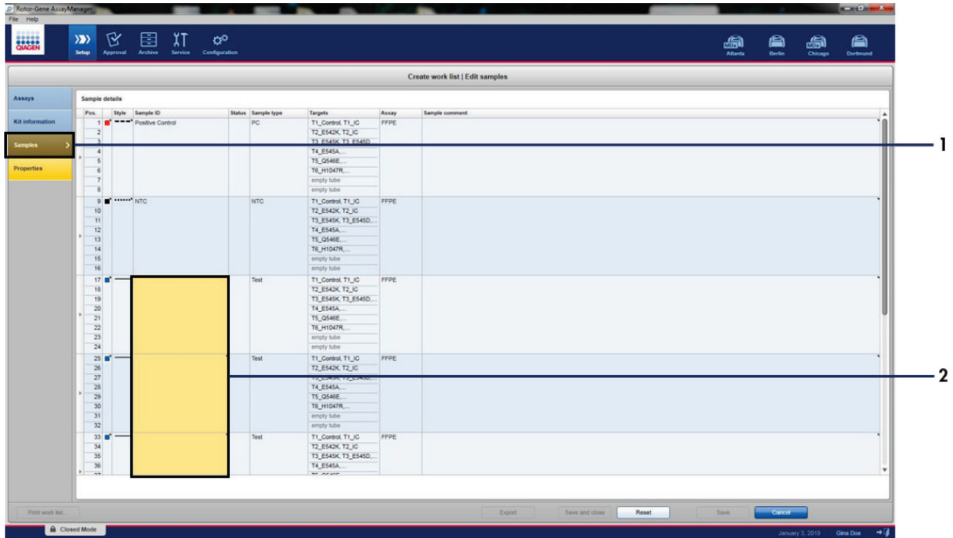 Rotor-Gene AssayManager
File Help
QIAGEN
Setup Approval Archive Service Configuration
Atlanta Berlin Chicago Dortmund
Create work list | Edit samples
Assays
Kit information
Samples
Properties
Sample details
Pos. Style Sample ID Status Sample type Targets Assay Sample comment
1 Positive Control PC T1_Control, T1_IC FFPE
2 T2_E542K, T2_IC
3 T3_E545K, T3_E545D,...
4 T4_E545A,...
5 T5_Q546E,...
6 T6_H1047R,...
7 empty tube
8 empty tube
9 NTC NTC T1_Control, T1_IC FFPE
10 T2_E542K, T2_IC
11 T3_E545K, T3_E545D,...
12 T4_E545A,...
13 T5_Q546E,...
14 T6_H1047R,...
15 empty tube
16 empty tube
17 Test T1_Control, T1_IC FFPE
18 T2_E542K, T2_IC
19 T3_E545K, T3_E545D,...
20 T4_E545A,...
21 T5_Q546E,...
22 T6_H1047R,...
23 empty tube
24 empty tube
25 Test T1_Control, T1_IC FFPE
26 T2_E542K, T2_IC
27 T3_E545K, T3_E545D,...
28 T4_E545A,...
29 T5_Q546E,...
30 T6_H1047R,...
31 empty tube
32 empty tube
33 Test T1_Control, T1_IC FFPE
34 T2_E542K, T2_IC
35 T3_E545K, T3_E545D,...
36 T4_E545A,...
1
2
Print work list...
Export Save and close Reset Save Cancel
Closed Mode
January 3, 2013 Gina Doe